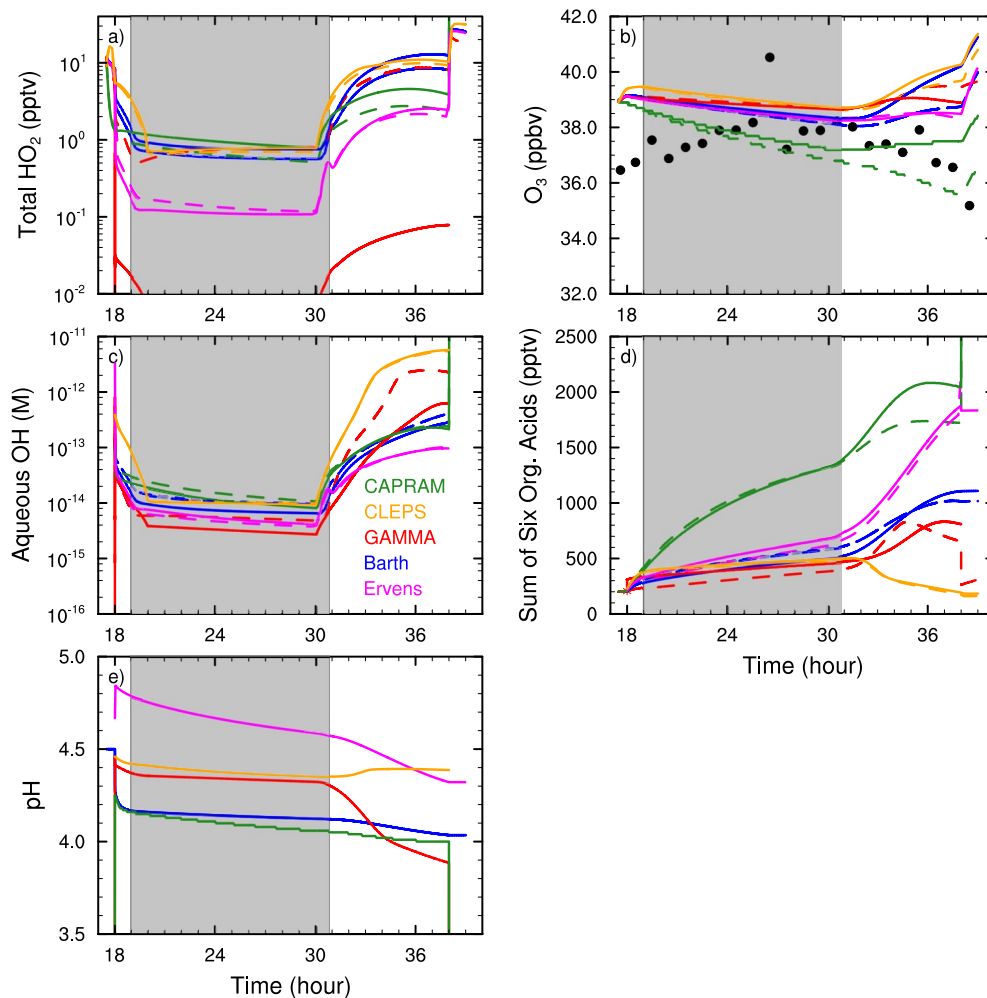 a)
Total HO2 (pptv)
10^1
10^0
10^-1
10^-2
18 24 30 36
b)
O3 (ppbv)
42.0
40.0
38.0
36.0
34.0
32.0
18 24 30 36
c)
Aqueous OH (M)
10^-11
10^-12
10^-13
10^-14
10^-15
10^-16
CAPRAM
CLEPS
GAMMA
Barth
Ervens
18 24 30 36
d)
Sum of Six Org. Acids (pptv)
2500
2000
1500
1000
500
0
18 24 30 36
Time (hour)
e)
pH
5.0
4.5
4.0
3.5
18 24 30 36
Time (hour)